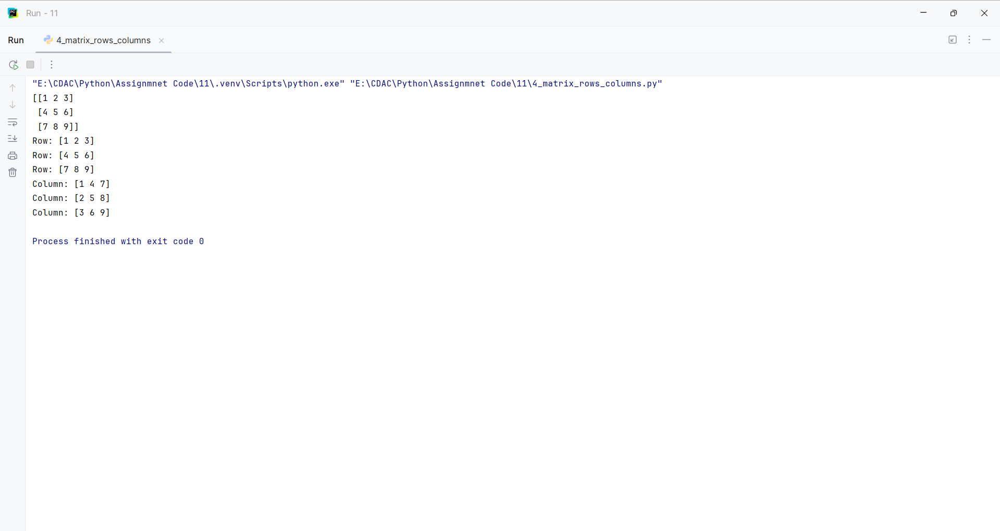 PC
Run - 11
Run 4_matrix_rows_columns
"E:\CDAC\Python\Assignmnet Code\11\.venv\Scripts\python.exe" "E:\CDAC\Python\Assignmnet Code\11\4_matrix_rows_columns.py"
[[1 2 3]
 [4 5 6]
 [7 8 9]]
Row: [1 2 3]
Row: [4 5 6]
Row: [7 8 9]
Column: [1 4 7]
Column: [2 5 8]
Column: [3 6 9]
Process finished with exit code 0